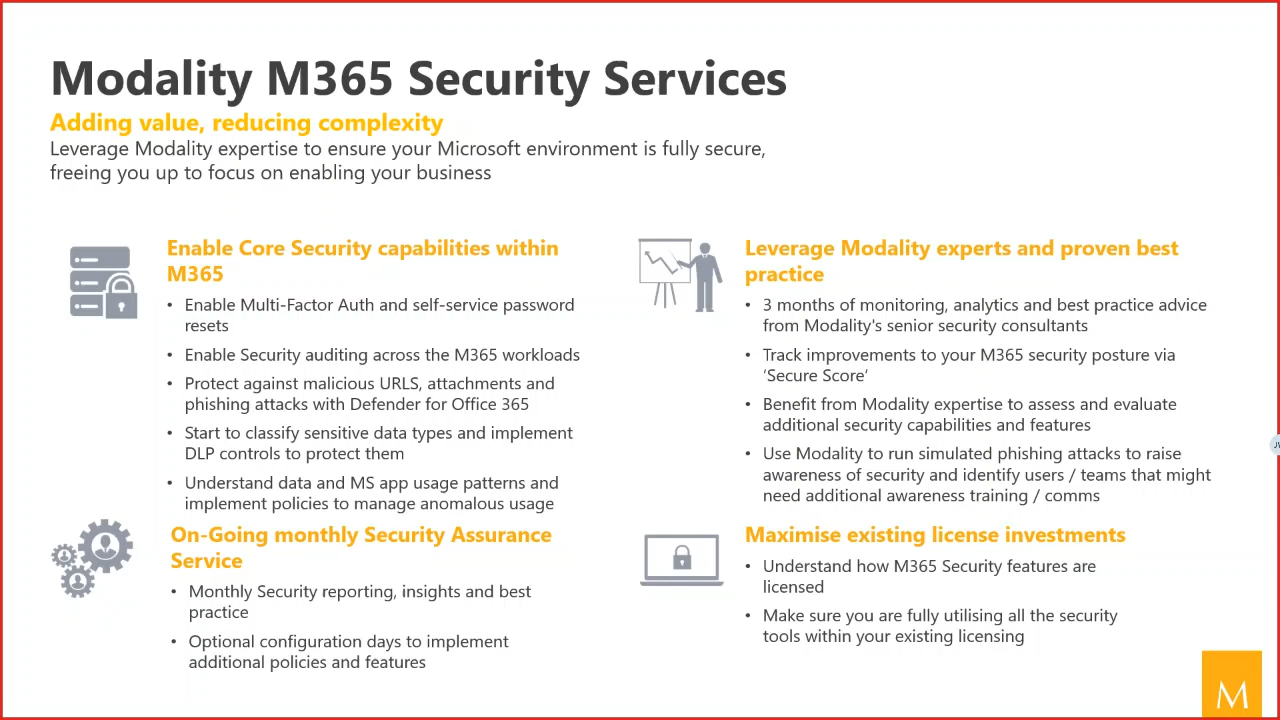 Modality M365 Security Services
Adding value, reducing complexity
Leverage Modality expertise to ensure your Microsoft environment is fully secure,
freeing you up to focus on enabling your business
Enable Core Security capabilities within
M365
• Enable Multi-Factor Auth and self-service password
resets
• Enable Security auditing across the M365 workloads
• Protect against malicious URLS, attachments and
phishing attacks with Defender for Office 365
• Start to classify sensitive data types and implement
DLP controls to protect them
• Understand data and MS app usage patterns and
implement policies to manage anomalous usage
Leverage Modality experts and proven best
practice
• 3 months of monitoring, analytics and best practice advice
from Modality's senior security consultants
• Track improvements to your M365 security posture via
‘Secure Score‘
• Benefit from Modality expertise to assess and evaluate
additional security capabilities and features
• Use Modality to run simulated phishing attacks to raise
awareness of security and identify users / teams that might
need additional awareness training / comms
On-Going monthly Security Assurance
Service
• Monthly Security reporting, insights and best
practice
• Optional configuration days to implement
additional policies and features
Maximise existing license investments
• Understand how M365 Security features are
licensed
• Make sure you are fully utilising all the security
tools within your existing licensing
M